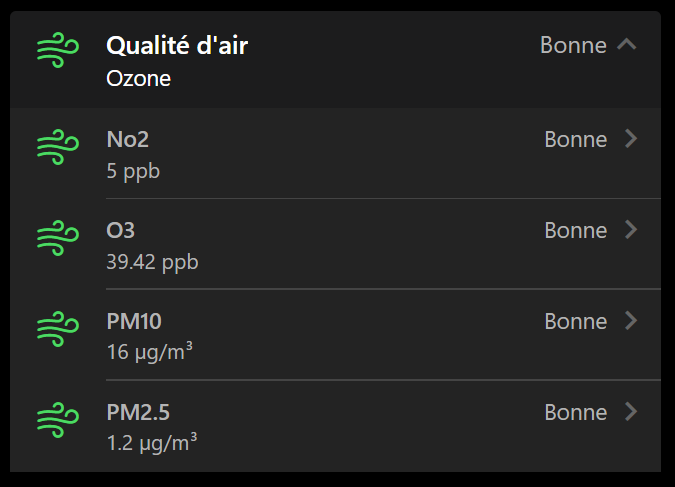 Qualité d'air
Bonne
Ozone
No2
Bonne
5 ppb
O3
Bonne
39.42 ppb
PM10
Bonne
16 µg/m³
PM2.5
Bonne
1.2 µg/m³